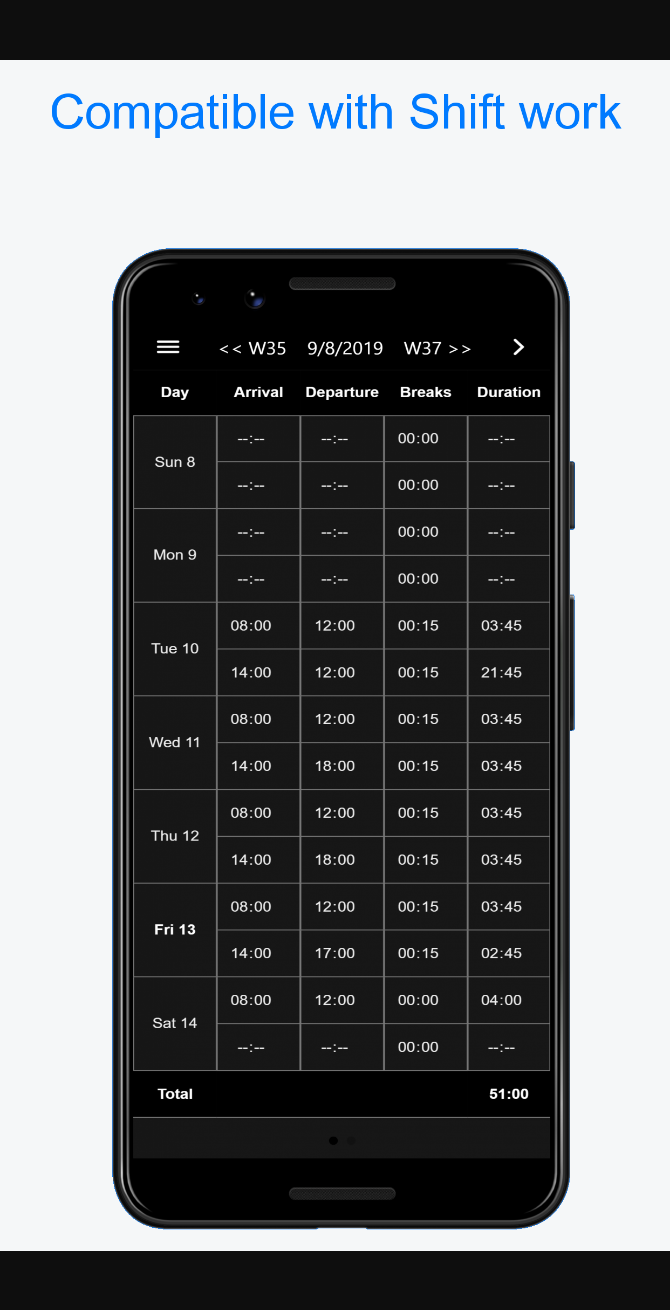 Compatible with Shift work
<< W35 9/8/2019 W37 >>
Day Arrival Departure Breaks Duration
Sun 8
--:-- --:-- 00:00 --:--
--:-- --:-- 00:00 --:--
Mon 9
--:-- --:-- 00:00 --:--
--:-- --:-- 00:00 --:--
Tue 10
08:00 12:00 00:15 03:45
14:00 12:00 00:15 21:45
Wed 11
08:00 12:00 00:15 03:45
14:00 18:00 00:15 03:45
Thu 12
08:00 12:00 00:15 03:45
14:00 18:00 00:15 03:45
Fri 13
08:00 12:00 00:15 03:45
14:00 17:00 00:15 02:45
Sat 14
08:00 12:00 00:00 04:00
--:-- --:-- 00:00 --:--
Total 51:00